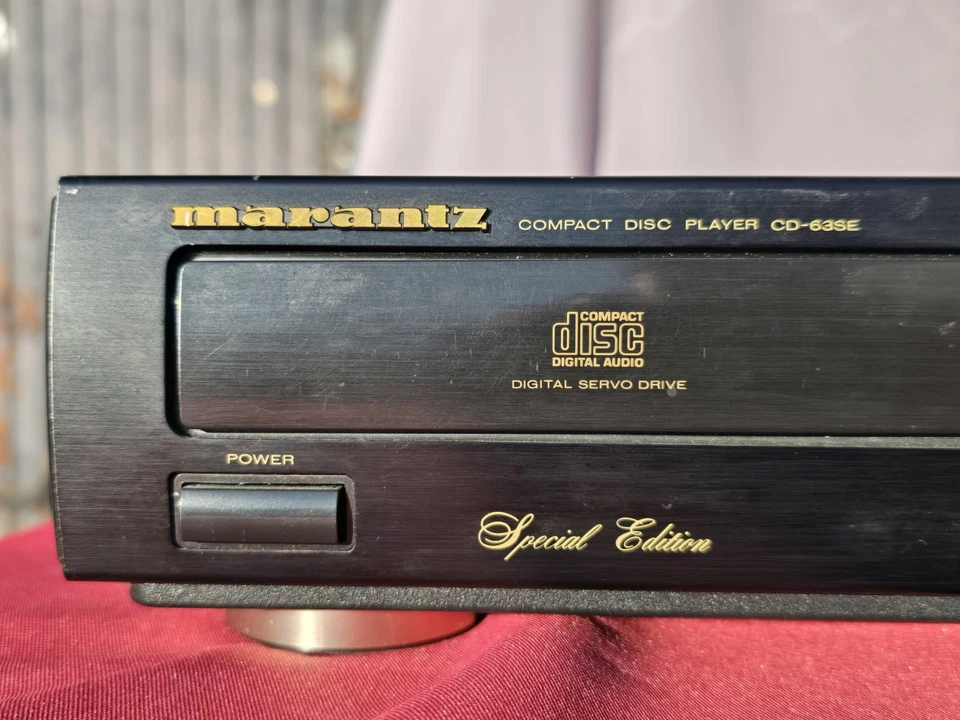 marantz COMPACT DISC PLAYER CD-63SE
COMPACT
disc
DIGITAL AUDIO
DIGITAL SERVO DRIVE
POWER
Special Edition